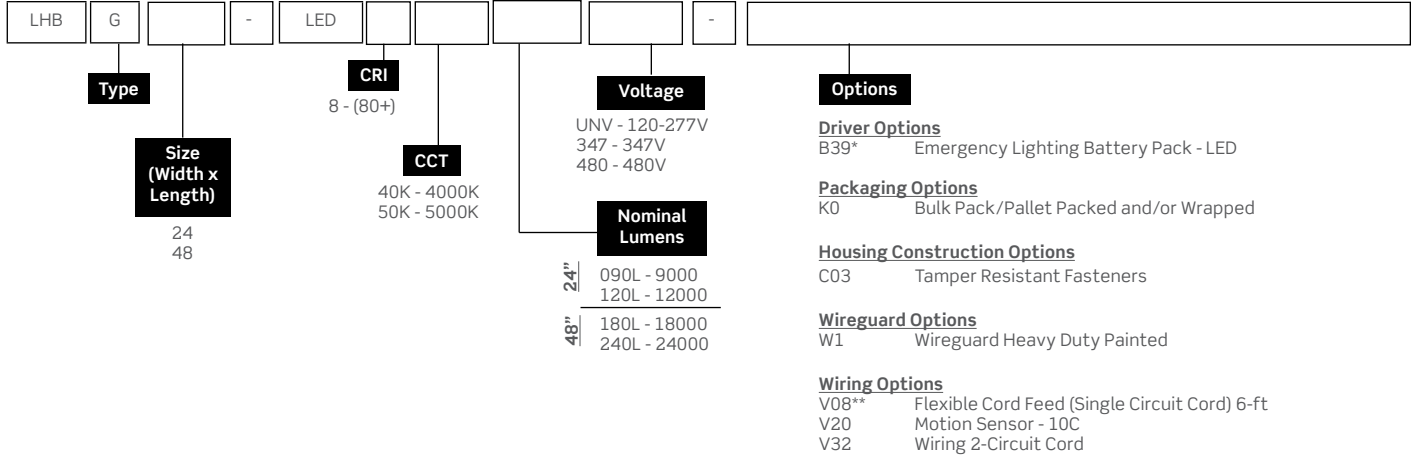 LHB G - LED -
Type
Size
(Width x
Length)
24
48
CRI
8 - (80+)
CCT
40K - 4000K
50K - 5000K
Voltage
UNV - 120-277V
347 - 347V
480 - 480V
Nominal
Lumens
24”
090L - 9000
120L - 12000
48”
180L - 18000
240L - 24000
Options
Driver Options
B39* Emergency Lighting Battery Pack - LED
Packaging Options
K0 Bulk Pack/Pallet Packed and/or Wrapped
Housing Construction Options
C03 Tamper Resistant Fasteners
Wireguard Options
W1 Wireguard Heavy Duty Painted
Wiring Options
V08** Flexible Cord Feed (Single Circuit Cord) 6-ft
V20 Motion Sensor - 10C
V32 Wiring 2-Circuit Cord